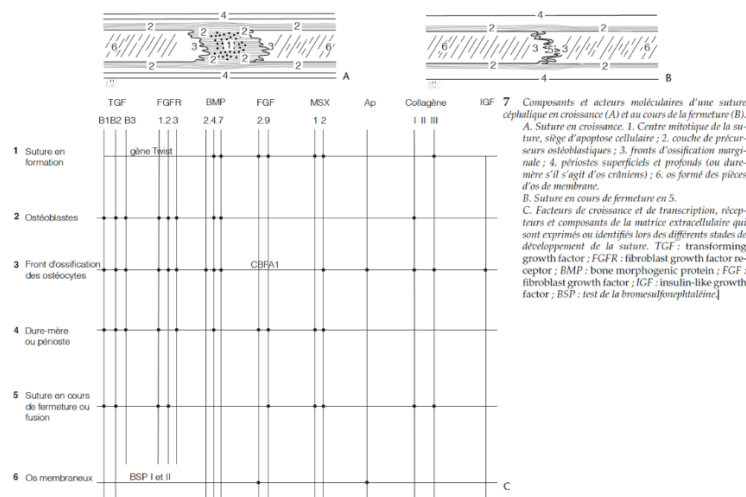 4
2
2
6
3
1
3
6
2
2
2
2
4
A
4
2
2
6
3
5
3
6
2
2
4
B
TGF FGFR BMP FGF MSX Ap Collagène IGF
B1B2 B3 1.2.3 2.4.7 2.9 1 2 I II III
1 Suture en formation
gène Twist
2 Ostéoblastes
3 Front d'ossification des ostéocytes
CBFA1
4 Dure-mère ou périoste
5 Suture en cours de fermeture ou fusion
6 Os membraneux
BSP I et II
C
7 Composants et acteurs moléculaires d'une suture
céphalique en croissance (A) et au cours de la fermeture (B).
A. Suture en croissance. 1. Centre mitotique de la su-
ture, siège d'apoptose cellulaire ; 2. couche de précur-
seurs ostéoblastiques ; 3. fronts d'ossification margi-
nale ; 4. périostes superficiels et profonds (ou dure-
mère s'il s'agit d'os crâniens) ; 6. os formé des pièces
d'os de membrane.
B. Suture en cours de fermeture en 5.
C. Facteurs de croissance et de transcription, récep-
teurs et composants de la matrice extracellulaire qui
sont exprimés ou identifiés lors des différents stades de
développement de la suture. TGF : transforming
growth factor ; FGFR : fibroblast growth factor re-
ceptor ; BMP : bone morphogenic protein ; FGF :
fibroblast growth factor ; IGF : insulin-like growth
factor ; BSP : test de la bromesulfonephtaléine.